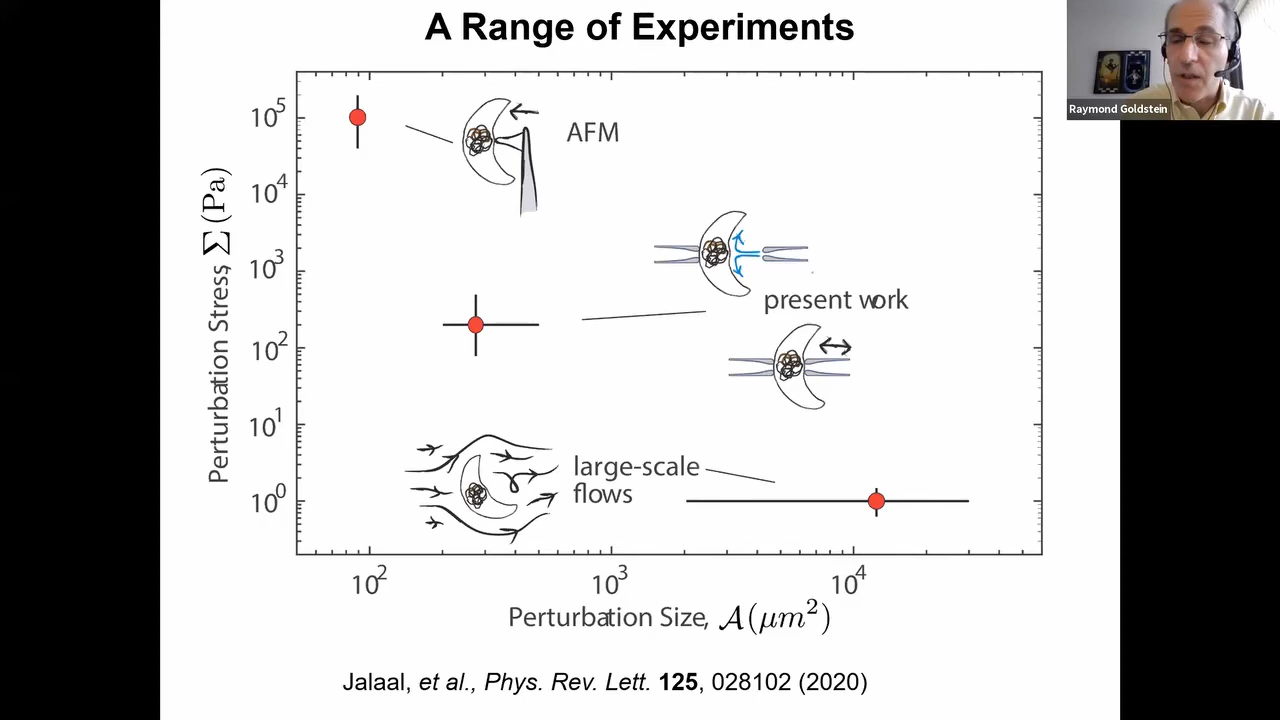 A Range of Experiments
Raymond Goldstein
10^5
10^4
10^3
10^2
10^1
10^0
Perturbation Stress, Σ (Pa)
AFM
present work
large-scale
flows
10^2
10^3
10^4
Perturbation Size, 𝒜(μm²)
Jalaal, et al., Phys. Rev. Lett. 125, 028102 (2020)